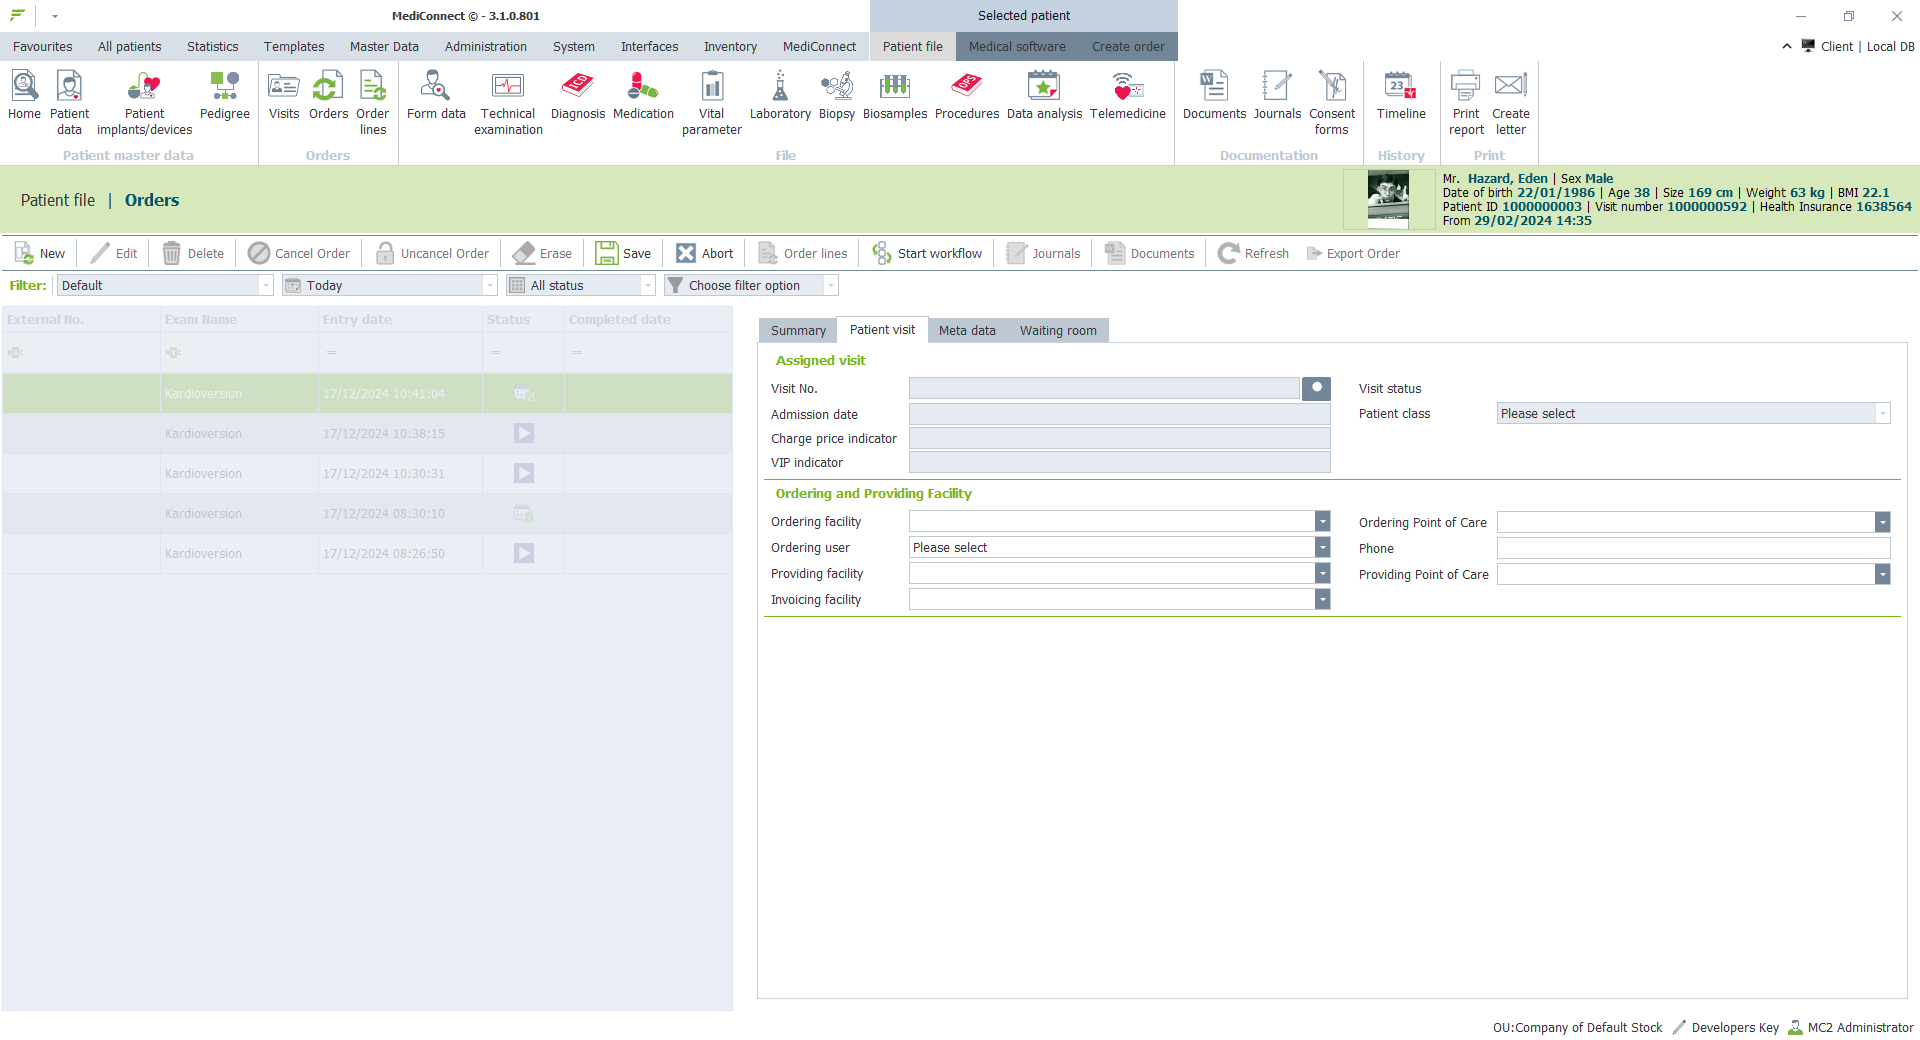 MediConnect © - 3.1.0.801
Selected patient
Favourites All patients Statistics Templates Master Data Administration System Interfaces Inventory MediConnect Patient file Medical software Create order Client | Local DB
Home Patient data Patient implants/devices Pedigree Visits Orders Order lines Form data Technical examination Diagnosis Medication Vital parameter Laboratory Biopsy Biosamples Procedures Data analysis Telemedicine Documents Journals Consent forms Timeline Print report Create letter
Patient master data Orders File Documentation History Print
Patient file | Orders
Mr. Hazard, Eden | Sex Male
Date of birth 22/01/1986 | Age 38 | Size 169 cm | Weight 63 kg | BMI 22.1
Patient ID 1000000003 | Visit number 1000000592 | Health Insurance 1638564
From 29/02/2024 14:35
New Edit Delete Cancel Order Uncancel Order Erase Save Abort Order lines Start workflow Journals Documents Refresh Export Order
Filter: Default Today All status Choose filter option
External No. Exam Name Entry date Status Completed date
Kardioversion 17/12/2024 10:41:04
Kardioversion 17/12/2024 10:38:15
Kardioversion 17/12/2024 10:30:31
Kardioversion 17/12/2024 08:30:10
Kardioversion 17/12/2024 08:26:50
Summary Patient visit Meta data Waiting room
Assigned visit
Visit No. Visit status
Admission date Patient class Please select
Charge price indicator
VIP indicator
Ordering and Providing Facility
Ordering facility Ordering Point of Care
Ordering user Please select Phone
Providing facility Providing Point of Care
Invoicing facility
OU:Company of Default Stock Developers Key MC2 Administrator